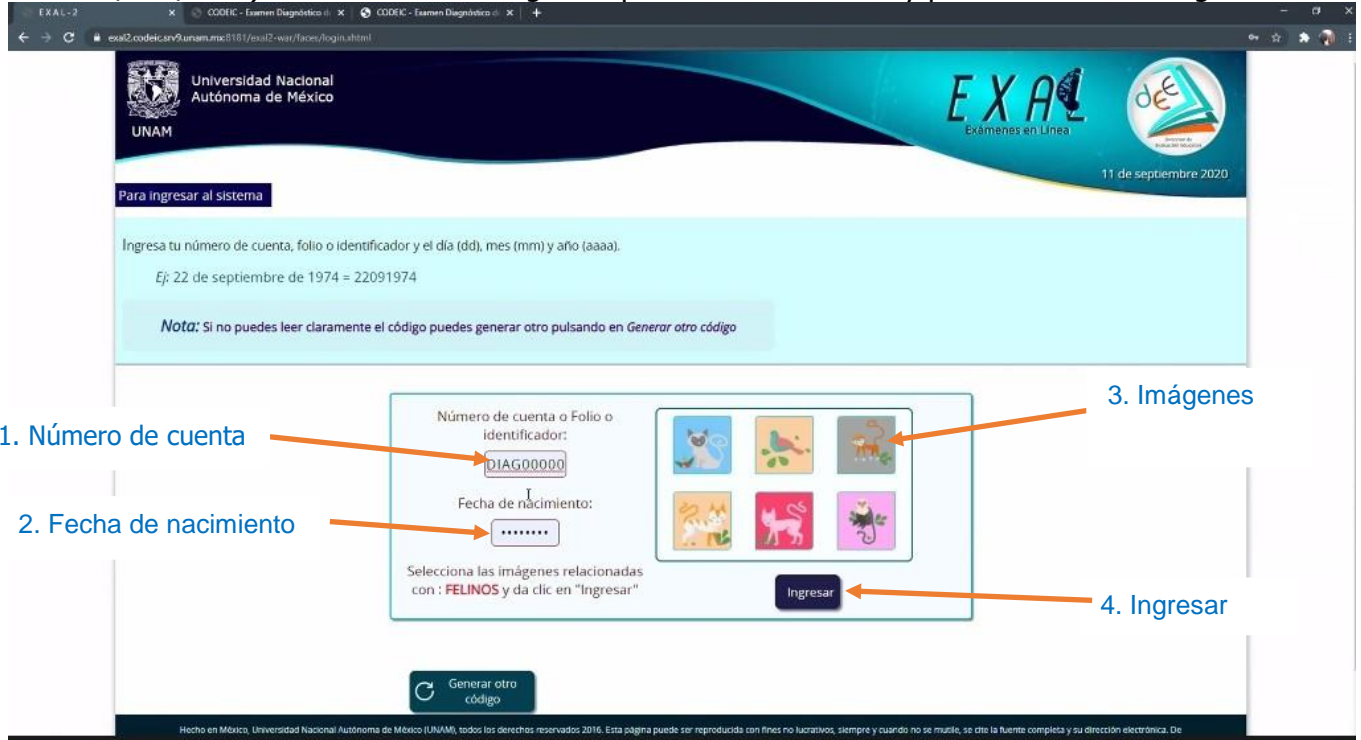 EXAL-2
CODEIC - Examen Diagnóstico d
CODEIC - Examen Diagnóstico d
exal2.codeic.srv9.unam.mx:8181/exal2-war/faces/login.xhtml
Universidad Nacional
Autónoma de México
UNAM
EXAL
Exámenes en Línea
dee
11 de septiembre 2020
Para ingresar al sistema
Ingresa tu número de cuenta, folio o identificador y el día (dd), mes (mm) y año (aaaa).
Ej: 22 de septiembre de 1974 = 22091974
Nota: Si no puedes leer claramente el código puedes generar otro pulsando en Generar otro código
3. Imágenes
Número de cuenta o Folio o
identificador:
1. Número de cuenta
DIAG00000
Fecha de nacimiento:
2. Fecha de nacimiento
Selecciona las imágenes relacionadas
con : FELINOS y da clic en "Ingresar"
Ingresar
4. Ingresar
Generar otro
código
Hecho en México, Universidad Nacional Autónoma de México (UNAM), todos los derechos reservados 2016. Esta página puede ser reproducida con fines no lucrativos, siempre y cuando no se mutile, se cite la fuente completa y su dirección electrónica. De